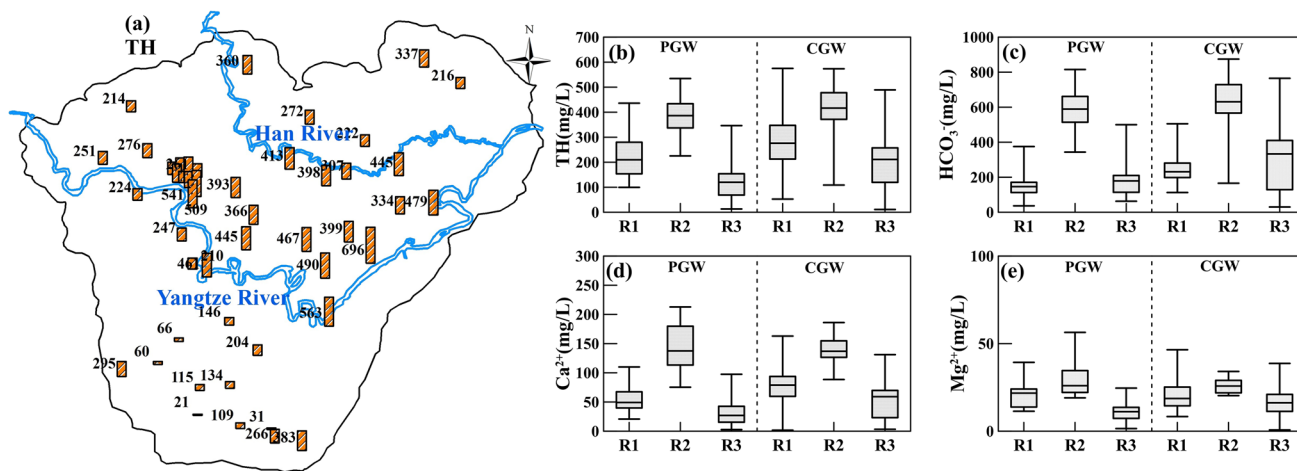 (a)
TH
N
360
337
216
214
272
Han River
222
276
251
413
445
398
307
224
393
541
509
334
479
366
247
445
467
399
696
210
461
490
Yangtze River
563
146
66
204
60
295
134
115
21
109
31
266
383
(b)
PGW
CGW
TH(mg/L)
700
600
500
400
300
200
100
0
R1 R2 R3 R1 R2 R3
(c)
PGW
CGW
HCO₃⁻(mg/L)
1000
800
600
400
200
0
R1 R2 R3 R1 R2 R3
(d)
PGW
CGW
Ca²⁺(mg/L)
300
250
200
150
100
50
0
R1 R2 R3 R1 R2 R3
(e)
PGW
CGW
Mg²⁺(mg/L)
100
50
0
R1 R2 R3 R1 R2 R3